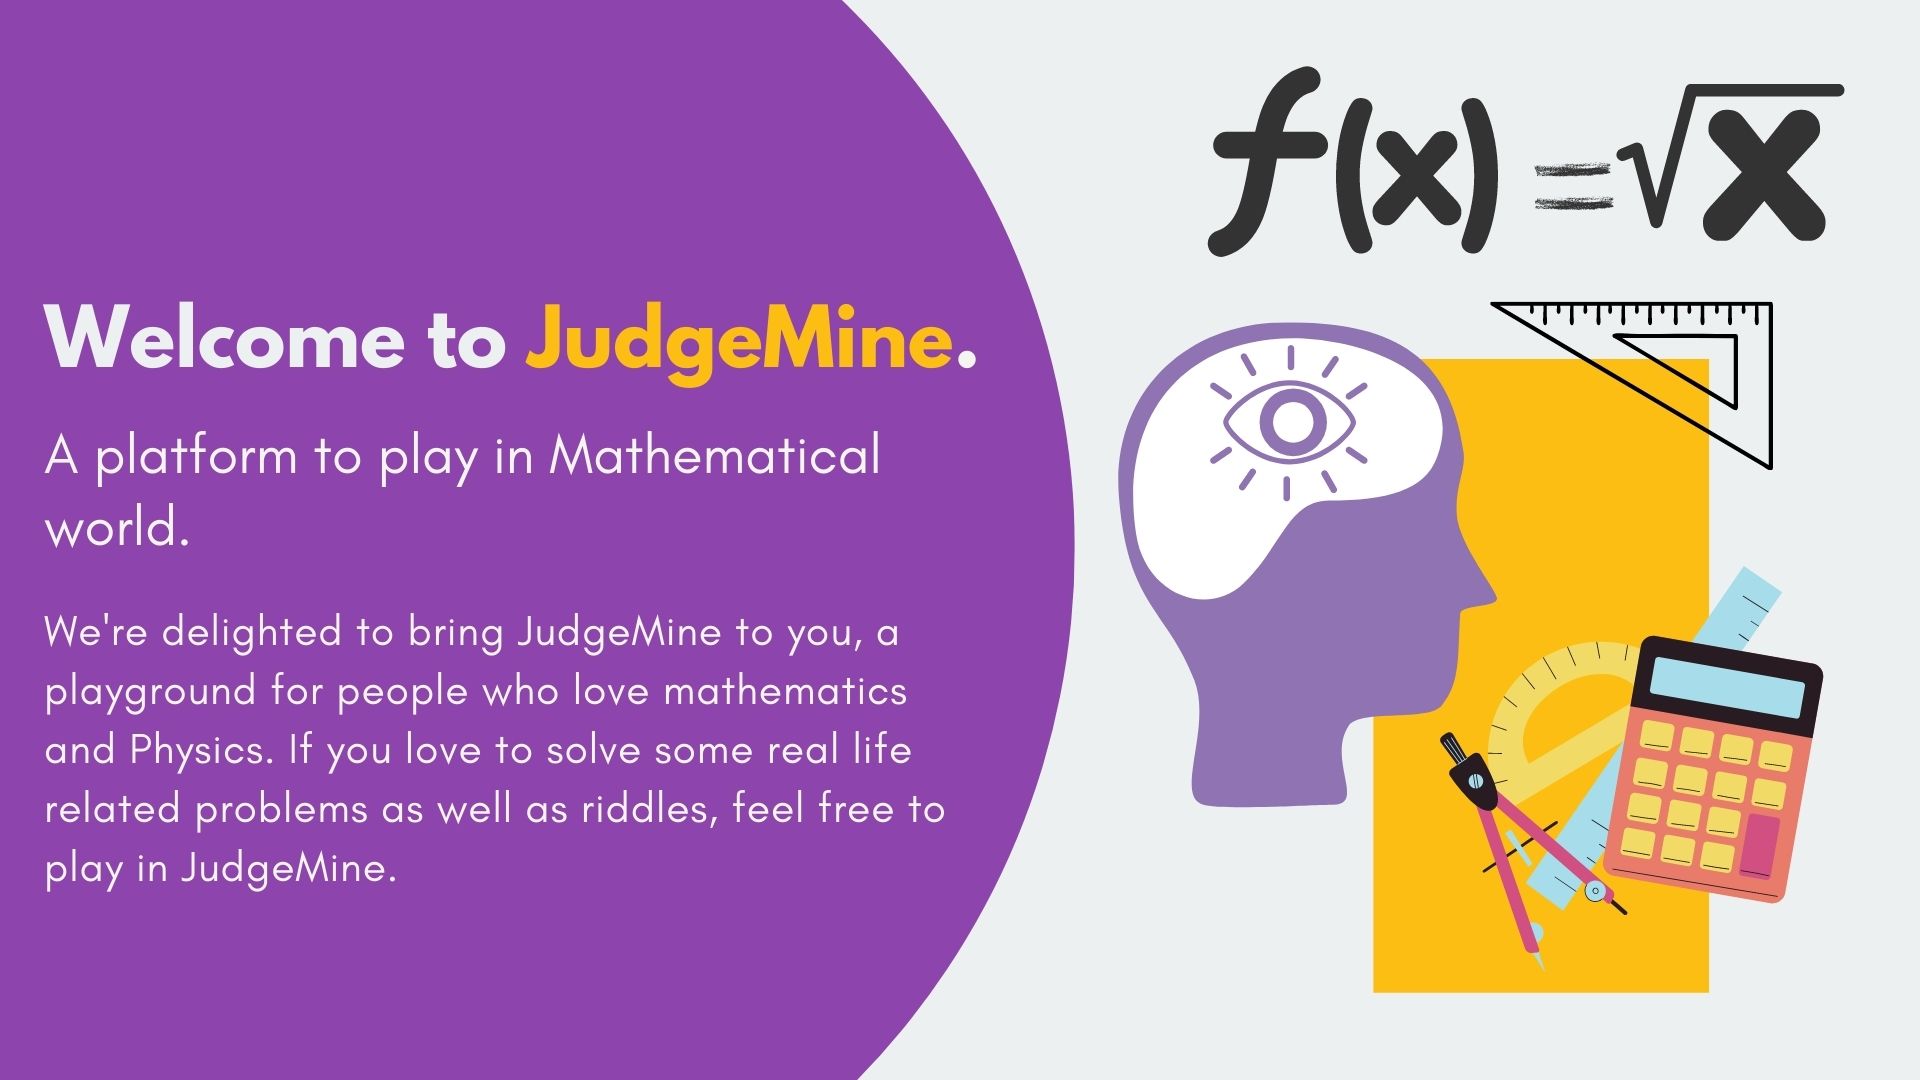 f(x) =√x
Welcome to JudgeMine.
A platform to play in Mathematical
world.
We're delighted to bring JudgeMine to you, a
playground for people who love mathematics
and Physics. If you love to solve some real life
related problems as well as riddles, feel free to
play in JudgeMine.